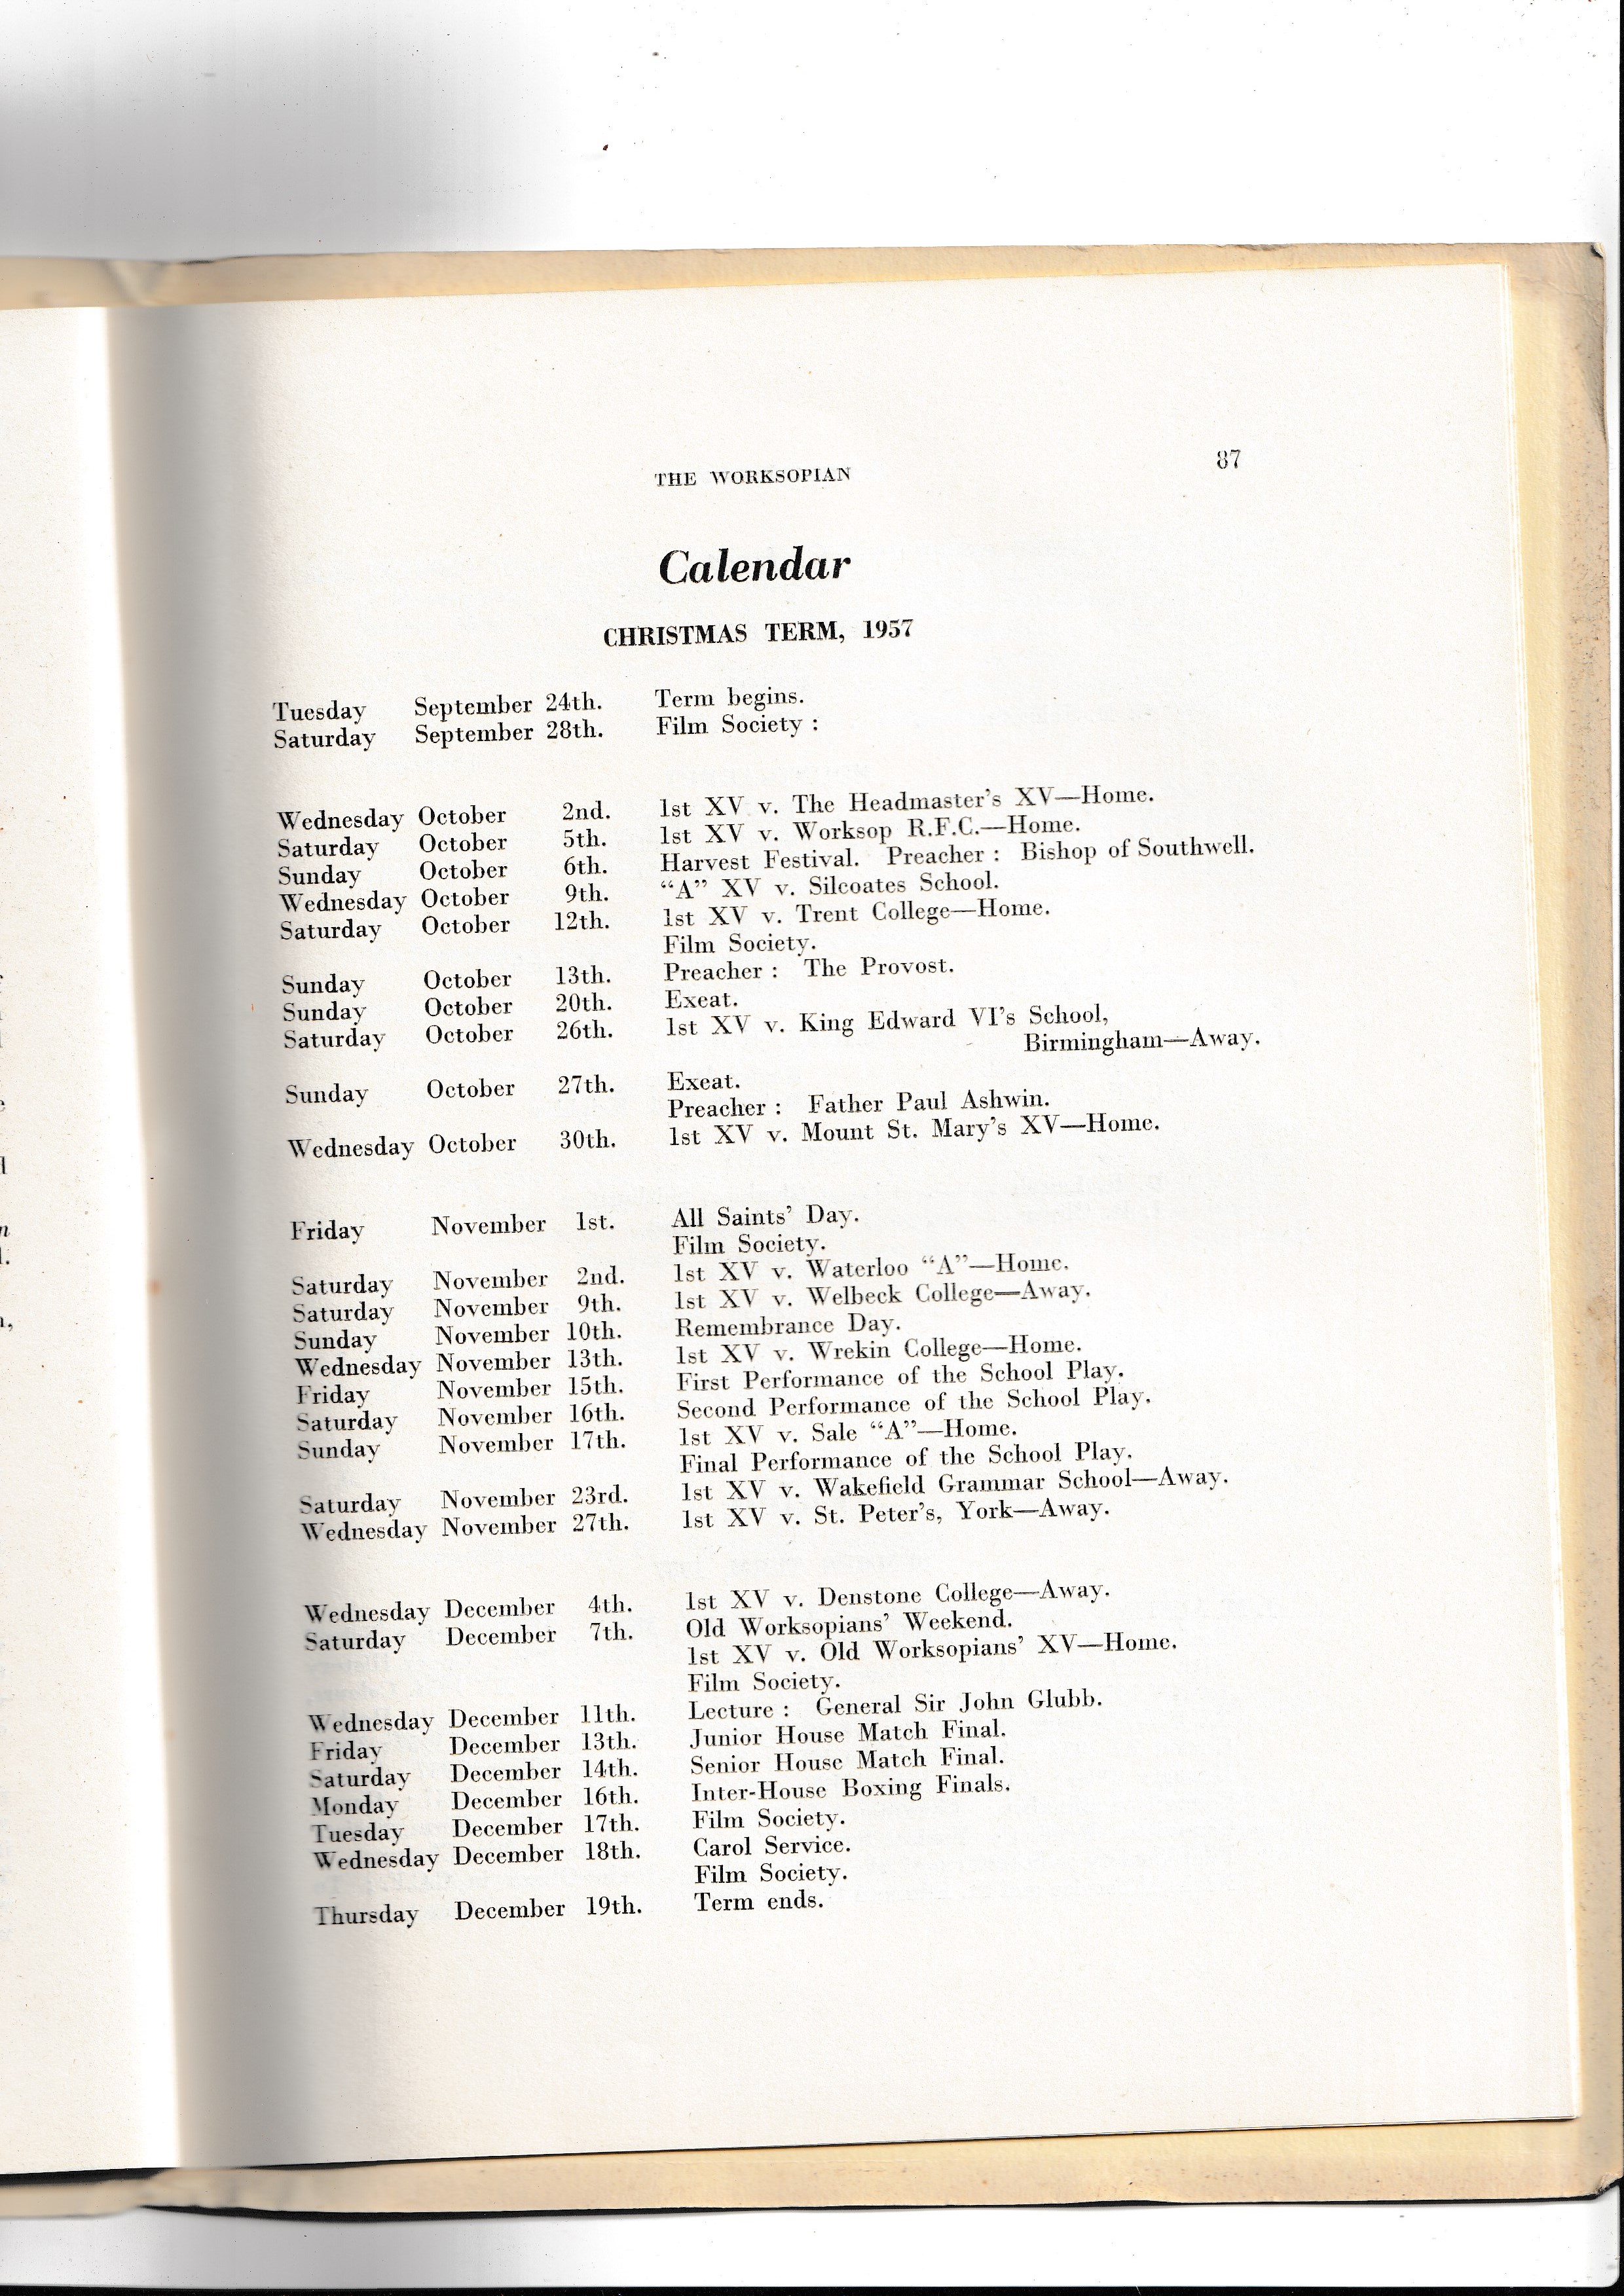 THE WORKSOPIAN 87
Calendar
CHRISTMAS TERM, 1957
Tuesday September 24th. Term begins.
Saturday September 28th. Film Society :
Wednesday October 2nd. 1st XV v. The Headmaster's XV—Home.
Saturday October 5th. 1st XV v. Worksop R.F.C.—Home.
Sunday October 6th. Harvest Festival. Preacher : Bishop of Southwell.
Wednesday October 9th. "A" XV v. Silcoates School.
Saturday October 12th. 1st XV v. Trent College—Home.
Film Society.
Sunday October 13th. Preacher : The Provost.
Sunday October 20th. Exeat.
Saturday October 26th. 1st XV v. King Edward VI's School,
Birmingham—Away.
Sunday October 27th. Exeat.
Preacher : Father Paul Ashwin.
Wednesday October 30th. 1st XV v. Mount St. Mary's XV—Home.
Friday November 1st. All Saints' Day.
Film Society.
Saturday November 2nd. 1st XV v. Waterloo "A"—Home.
Saturday November 9th. 1st XV v. Welbeck College—Away.
Sunday November 10th. Remembrance Day.
Wednesday November 13th. 1st XV v. Wrekin College—Home.
Friday November 15th. First Performance of the School Play.
Saturday November 16th. Second Performance of the School Play.
Sunday November 17th. 1st XV v. Sale "A"—Home.
Final Performance of the School Play.
Saturday November 23rd. 1st XV v. Wakefield Grammar School—Away.
Wednesday November 27th. 1st XV v. St. Peter's, York—Away.
Wednesday December 4th. 1st XV v. Denstone College—Away.
Saturday December 7th. Old Worksopians' Weekend.
1st XV v. Old Worksopians' XV—Home.
Film Society.
Wednesday December 11th. Lecture : General Sir John Glubb.
Friday December 13th. Junior House Match Final.
Saturday December 14th. Senior House Match Final.
Monday December 16th. Inter-House Boxing Finals.
Tuesday December 17th. Film Society.
Wednesday December 18th. Carol Service.
Film Society.
Thursday December 19th. Term ends.